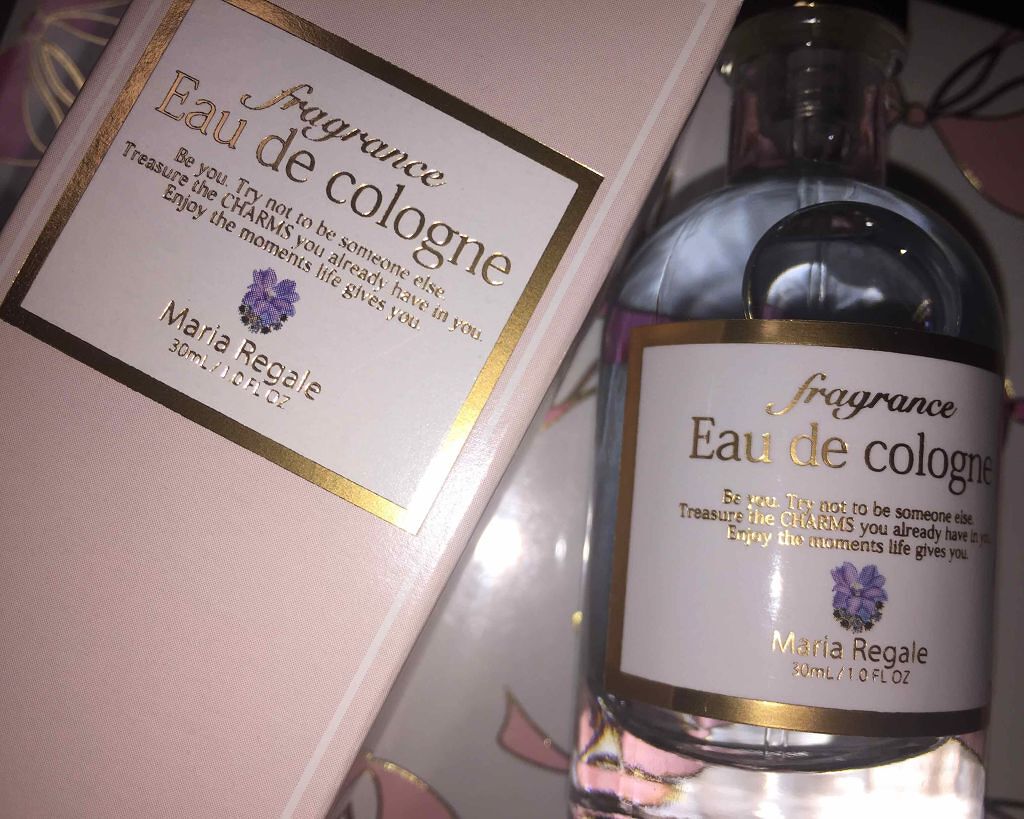 fragrance
Eau de cologne
Be you. Try not to be someone else.
Treasure the CHARMS you already have in you.
Enjoy the moments life gives you.
Maria Regale
30mL / 1.0 FL OZ
fragrance
Eau de cologne
Be you. Try not to be someone else.
Treasure the CHARMS you already have in you.
Enjoy the moments life gives you.
Maria Regale
30mL / 1.0 FL OZ